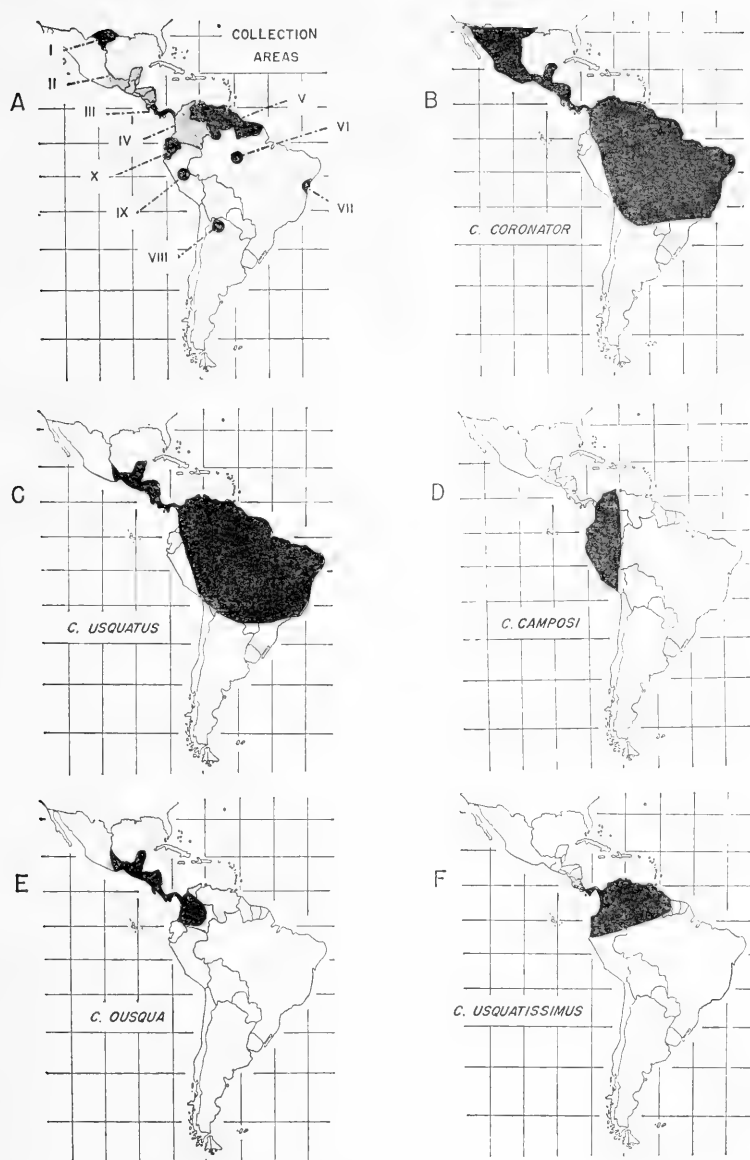 A
COLLECTION
AREAS
I
II
III
IV
V
VI
X
IX
VII
VIII
B
C. CORONATOR
C
C. USQUATUS
D
C. CAMPOSI
E
C. OUSQUA
F
C. USQUATISSIMUS